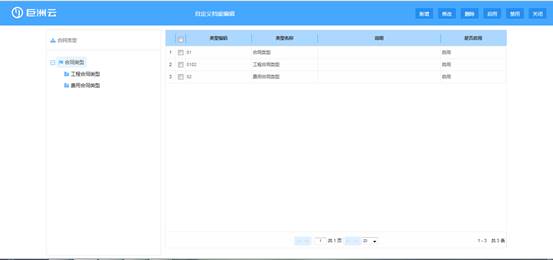 巨洲云
自定义档案编辑
新增 修改 删除 启用 禁用 关闭
合同类型
合同类型
工程合同类型
费用合同类型
类型编码 类型名称 说明 是否启用
1 01 合同类型 启用
2 0102 工程合同类型 启用
3 02 费用合同类型 启用
1 共 1 页 20
1 - 3 共 3 条